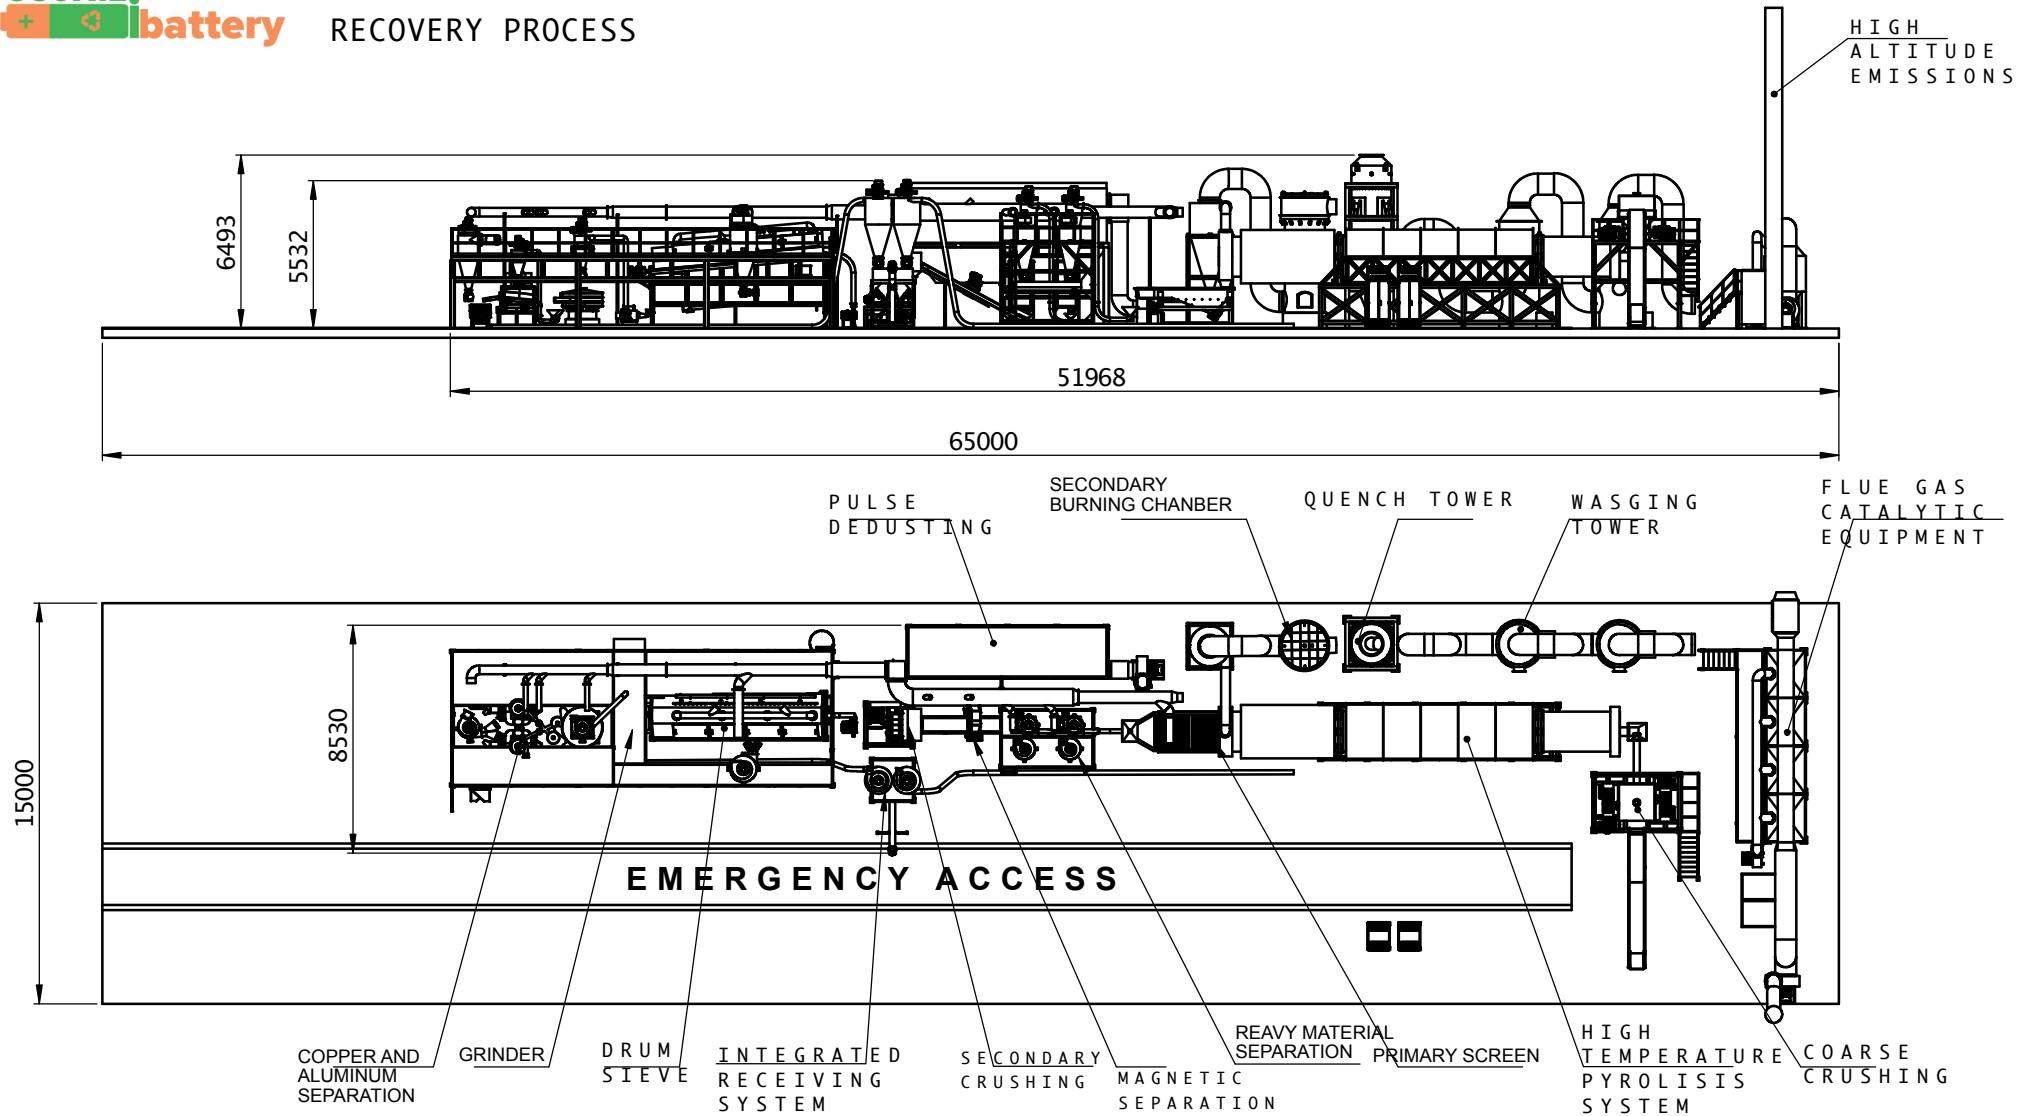 battery
RECOVERY PROCESS
HIGH
ALTITUDE
EMISSIONS
6493
5532
51968
65000
PULSE
DEDUSTING
SECONDARY
BURNING CHANBER
QUENCH TOWER
WASGING
TOWER
FLUE GAS
CATALYTIC
EQUIPMENT
15000
8530
EMERGENCY ACCESS
COPPER AND
ALUMINUM
SEPARATION
GRINDER
DRUM
SIEVE
INTEGRATED
RECEIVING
SYSTEM
SECONDARY
CRUSHING
MAGNETIC
SEPARATION
REAVY MATERIAL
SEPARATION
PRIMARY SCREEN
HIGH
TEMPERATURE
PYROLISIS
SYSTEM
COARSE
CRUSHING